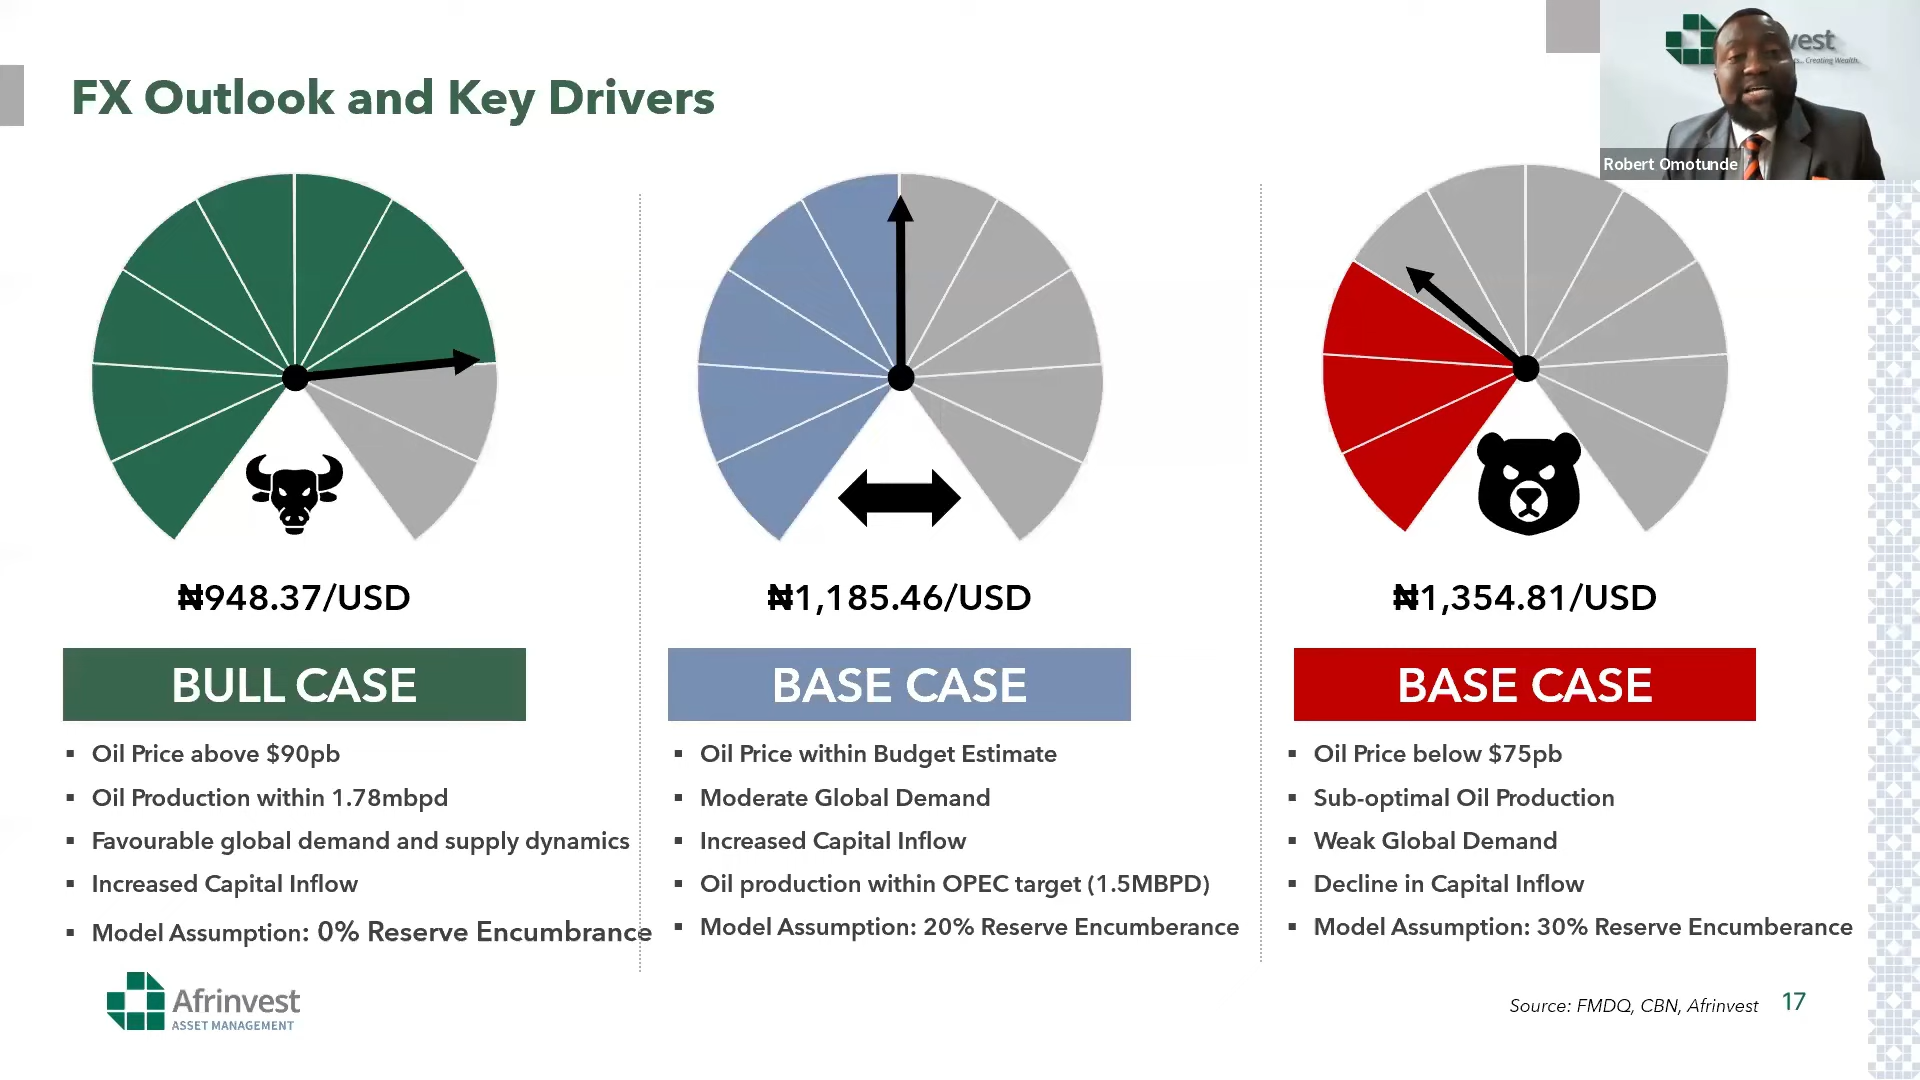 FX Outlook and Key Drivers
vest
Creating Wealth.
Robert Omotunde
₦948.37/USD
BULL CASE
▪ Oil Price above $90pb
▪ Oil Production within 1.78mbpd
▪ Favourable global demand and supply dynamics
▪ Increased Capital Inflow
▪ Model Assumption: 0% Reserve Encumbrance
₦1,185.46/USD
BASE CASE
▪ Oil Price within Budget Estimate
▪ Moderate Global Demand
▪ Increased Capital Inflow
▪ Oil production within OPEC target (1.5MBPD)
▪ Model Assumption: 20% Reserve Encumberance
₦1,354.81/USD
BASE CASE
▪ Oil Price below $75pb
▪ Sub-optimal Oil Production
▪ Weak Global Demand
▪ Decline in Capital Inflow
▪ Model Assumption: 30% Reserve Encumberance
Afrinvest
ASSET MANAGEMENT
Source: FMDQ, CBN, Afrinvest
17